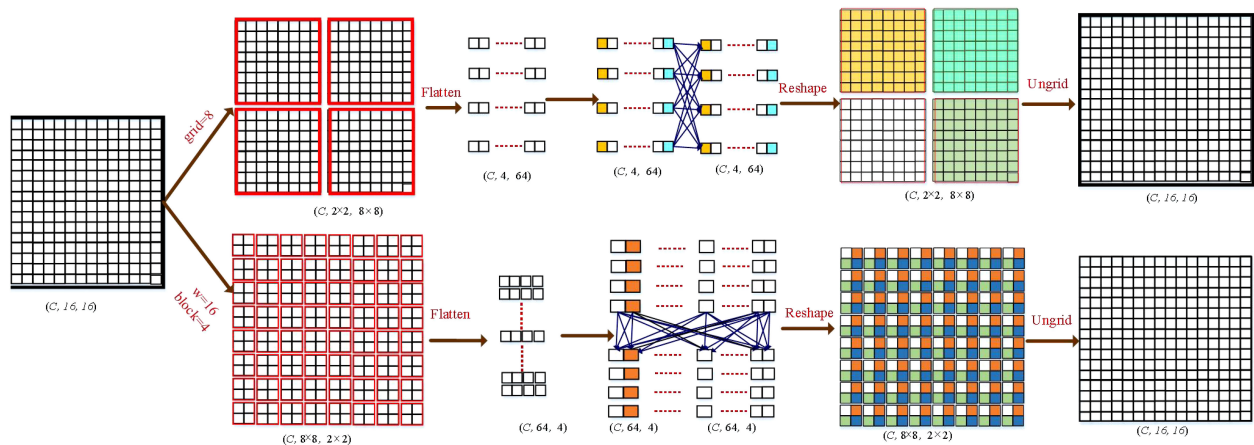 (C, 16, 16)
grid=8
(C, 2×2, 8×8)
Flatten
(C, 4, 64)
(C, 4, 64)
(C, 4, 64)
Reshape
(C, 2×2, 8×8)
Ungrid
(C, 16, 16)
w=16
block=4
(C, 8×8, 2×2)
Flatten
(C, 64, 4)
(C, 64, 4)
(C, 64, 4)
Reshape
(C, 8×8, 2×2)
Ungrid
(C, 16, 16)